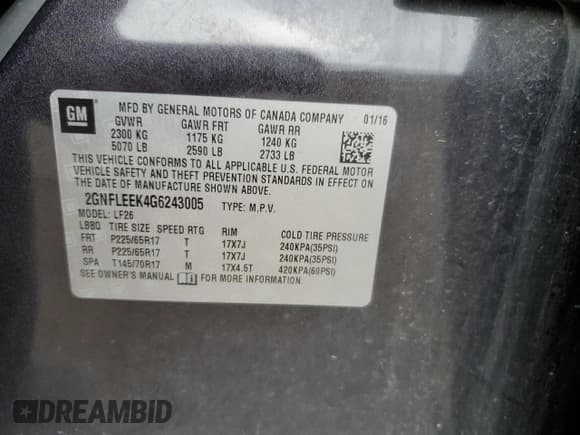 GM
MFD BY GENERAL MOTORS OF CANADA COMPANY 01/16
GVWR GAWR FRT GAWR RR
2300 KG 1175 KG 1240 KG
5070 LB 2590 LB 2733 LB
THIS VEHICLE CONFORMS TO ALL APPLICABLE U.S. FEDERAL MOTOR
VEHICLE SAFETY AND THEFT PREVENTION STANDARDS IN EFFECT ON
THE DATE OF MANUFACTURE SHOWN ABOVE.
2GNFLEEK4G6243005 TYPE: M.P.V.
MODEL: LF26
LBBQ TIRE SIZE SPEED RTG RIM COLD TIRE PRESSURE
FRT P225/65R17 T 17X7J 240KPA(35PSI)
RR P225/65R17 T 17X7J 240KPA(35PSI)
SPA T145/70R17 M 17X4.5T 420KPA(60PSI)
SEE OWNER'S MANUAL FOR MORE INFORMATION.
DREAMBID